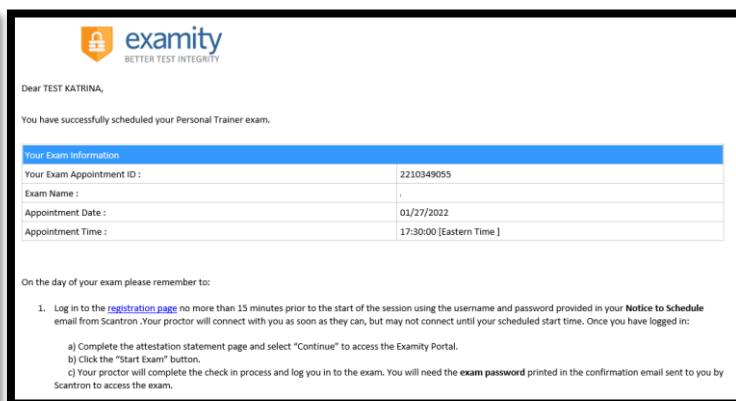 examity
BETTER TEST INTEGRITY
Dear TEST KATRINA,
You have successfully scheduled your Personal Trainer exam.
Your Exam Information
Your Exam Appointment ID : 2210349055
Exam Name : .
Appointment Date : 01/27/2022
Appointment Time : 17:30:00 [Eastern Time ]
On the day of your exam please remember to:
1. Log in to the registration page no more than 15 minutes prior to the start of the session using the username and password provided in your Notice to Schedule
email from Scantron .Your proctor will connect with you as soon as they can, but may not connect until your scheduled start time. Once you have logged in:
a) Complete the attestation statement page and select “Continue” to access the Examity Portal.
b) Click the “Start Exam” button.
c) Your proctor will complete the check in process and log you in to the exam. You will need the exam password printed in the confirmation email sent to you by
Scantron to access the exam.